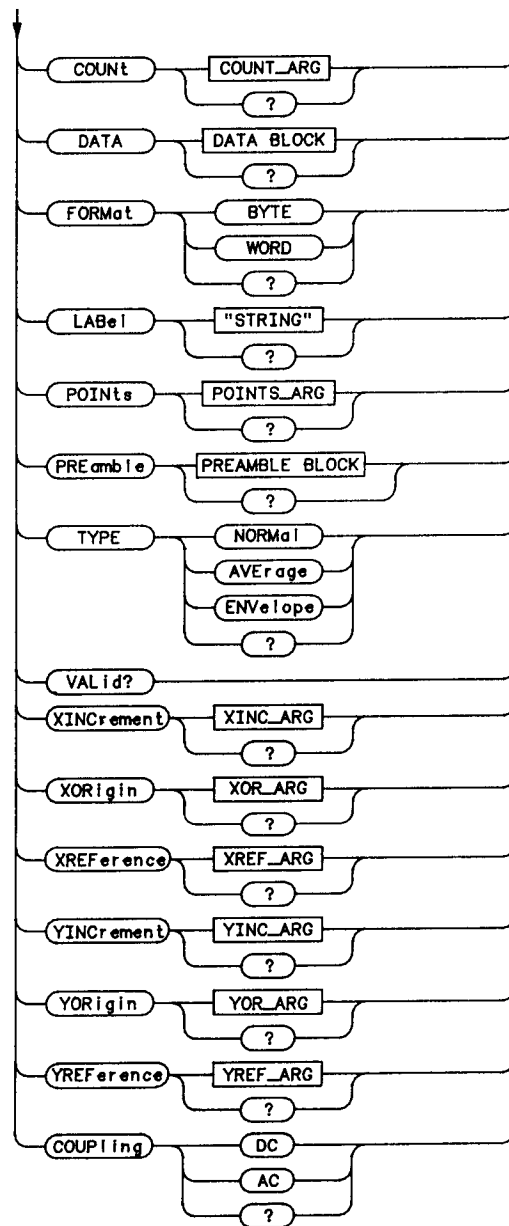 COUNt COUNT_ARG
?
DATA DATA BLOCK
?
FORMat BYTE
WORD
?
LABel "STRING"
?
POINts POINTS_ARG
?
PREamble PREAMBLE BLOCK
?
TYPE NORMal
AVErage
ENVelope
?
VALid?
XINCrement XINC_ARG
?
XORigin XOR_ARG
?
XREFerence XREF_ARG
?
YINCrement YINC_ARG
?
YORigin YOR_ARG
?
YREFerence YREF_ARG
?
COUPling DC
AC
?